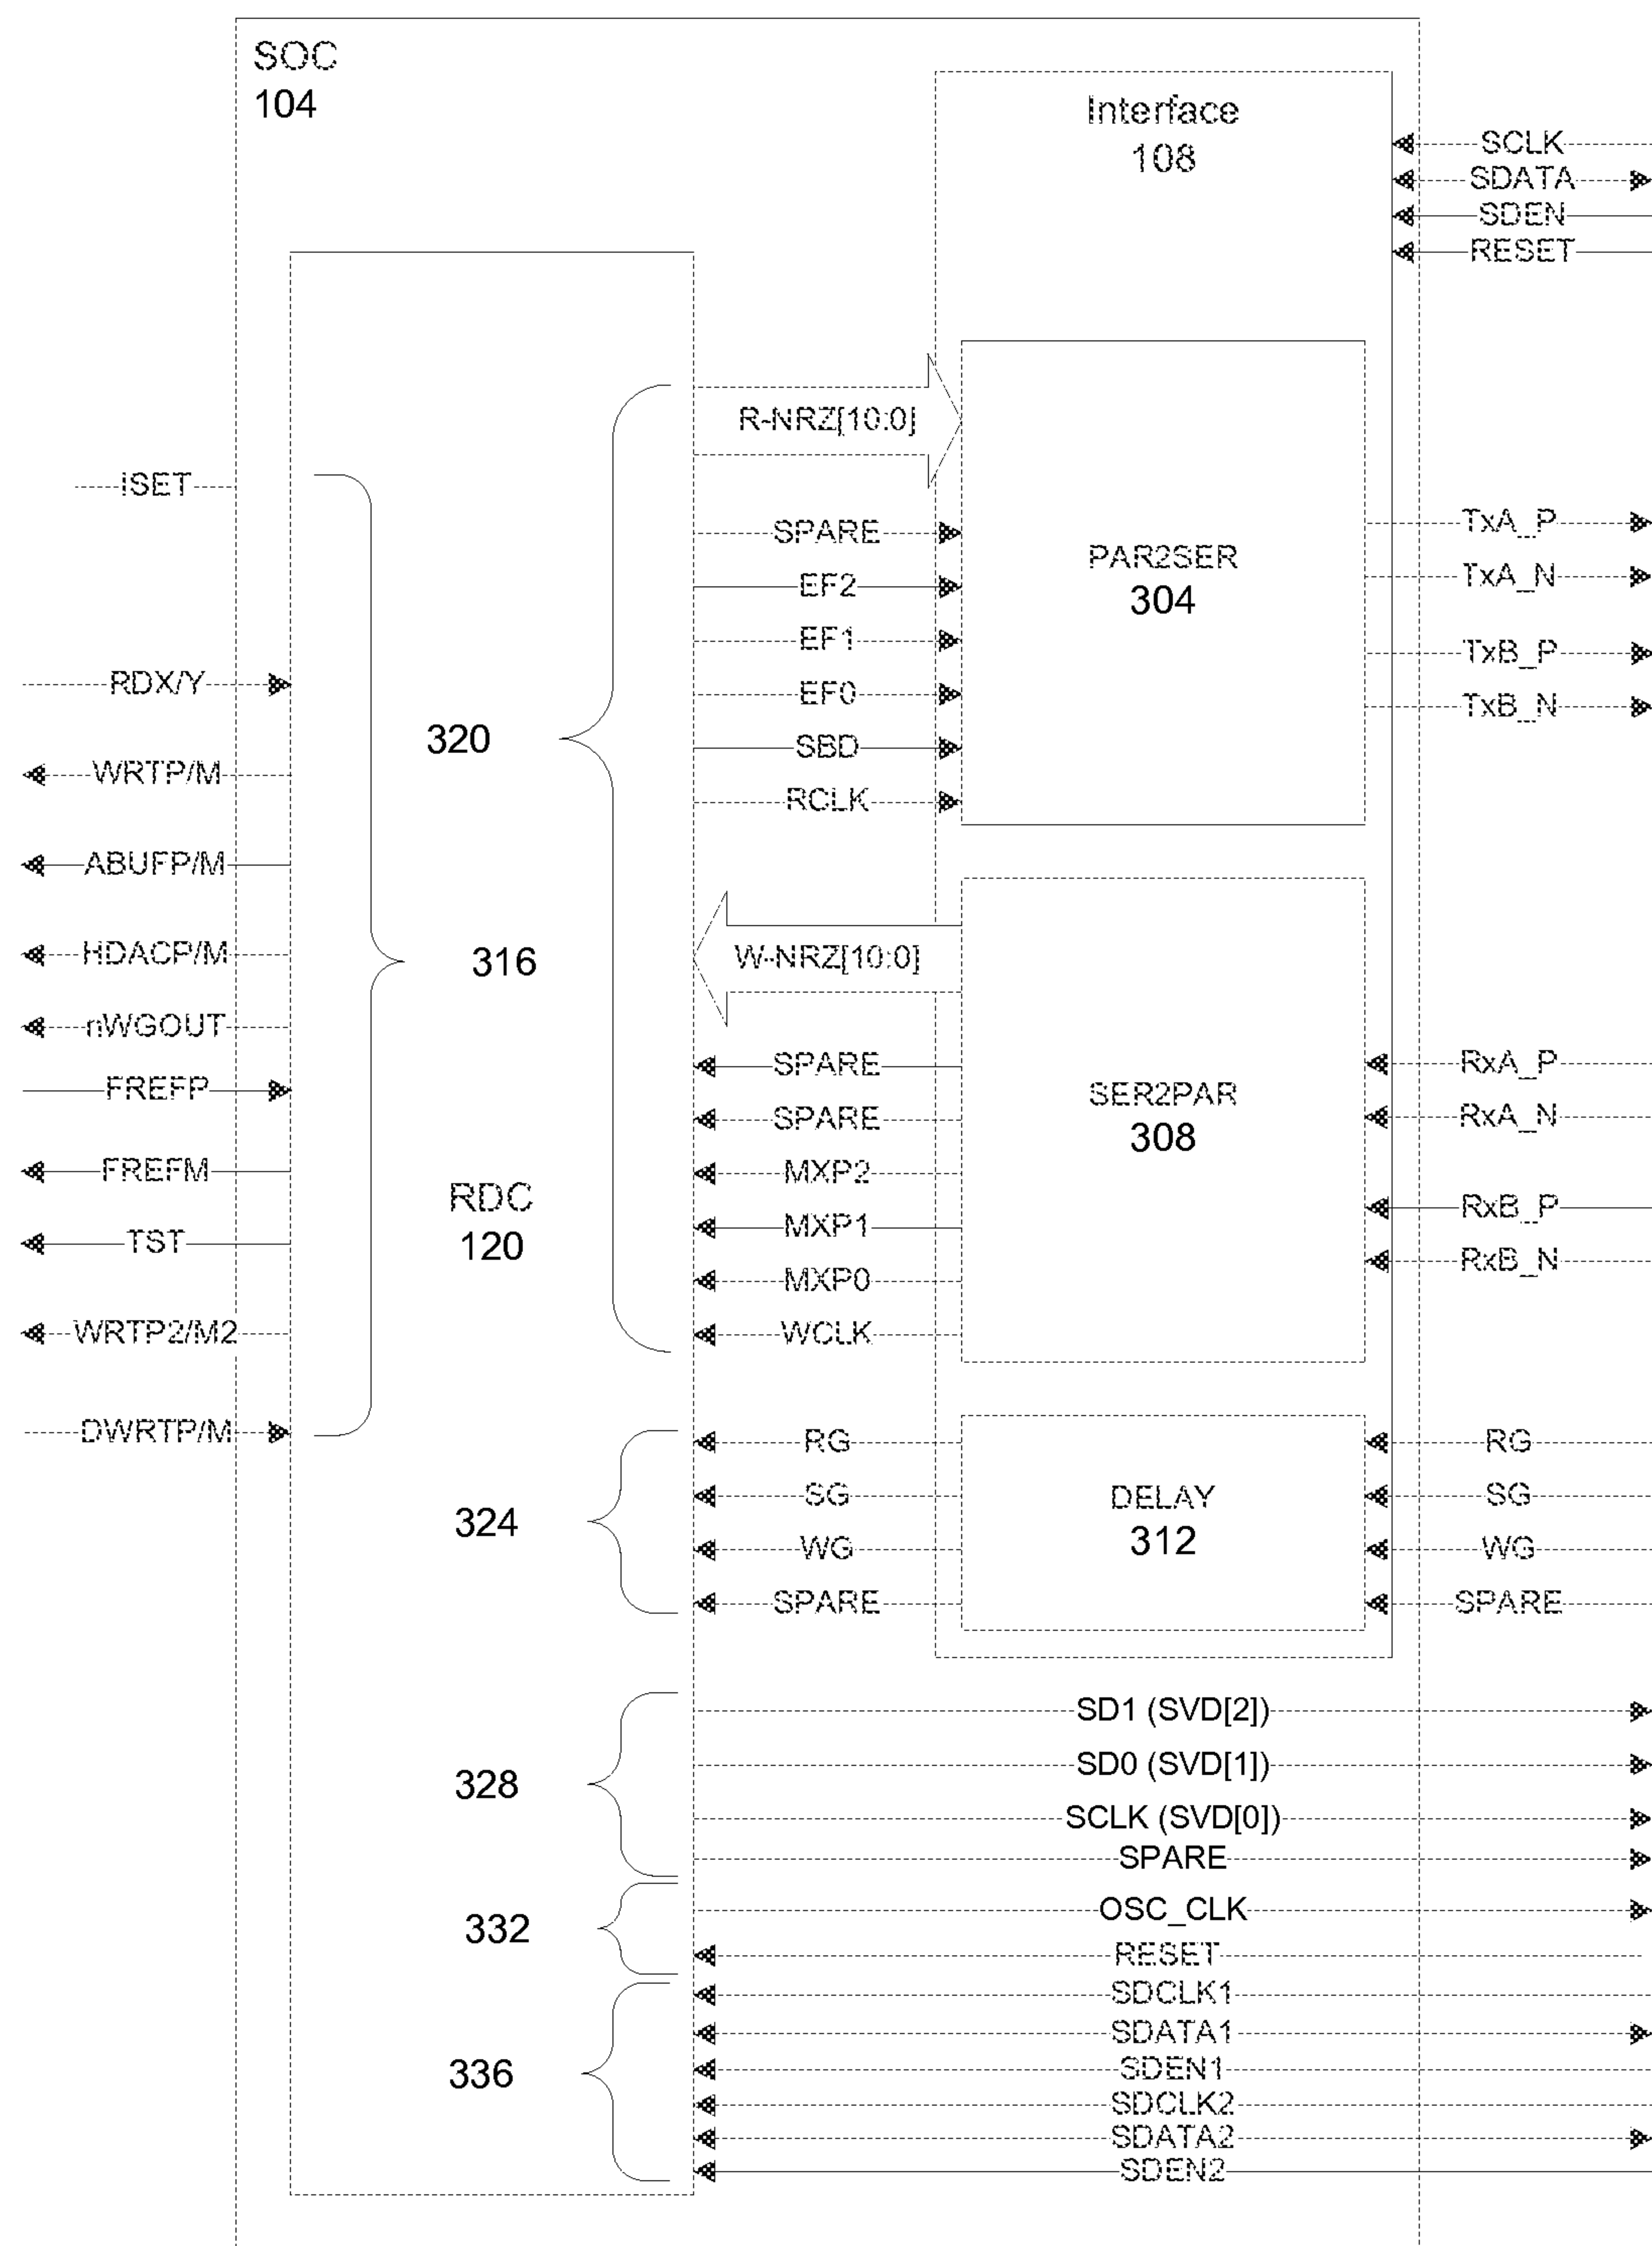 SOC
104
Interface
108
SCLK
SDATA
SDEN
RESET
R-NRZ[10:0]
ISET
SPARE
TxA_P
PAR2SER
304
EF2
TxA_N
EF1
TxB_P
RDX/Y
EF0
TxB_N
320
SBD
WRTP/M
RCLK
ABUFP/M
HDACP/M
316
W-NRZ[10:0]
nWGOUT
SPARE
RxA_P
FREFP
SER2PAR
308
SPARE
RxA_N
FREFM
MXP2
RDC
120
RxB_P
MXP1
TST
RxB_N
MXP0
WRTP2/M2
WCLK
DWRTP/M
RG
RG
324
SG
DELAY
312
SG
WG
WG
SPARE
SPARE
SD1 (SVD[2])
328
SD0 (SVD[1])
SCLK (SVD[0])
SPARE
332
OSC_CLK
RESET
SDCLK1
336
SDATA1
SDEN1
SDCLK2
SDATA2
SDEN2